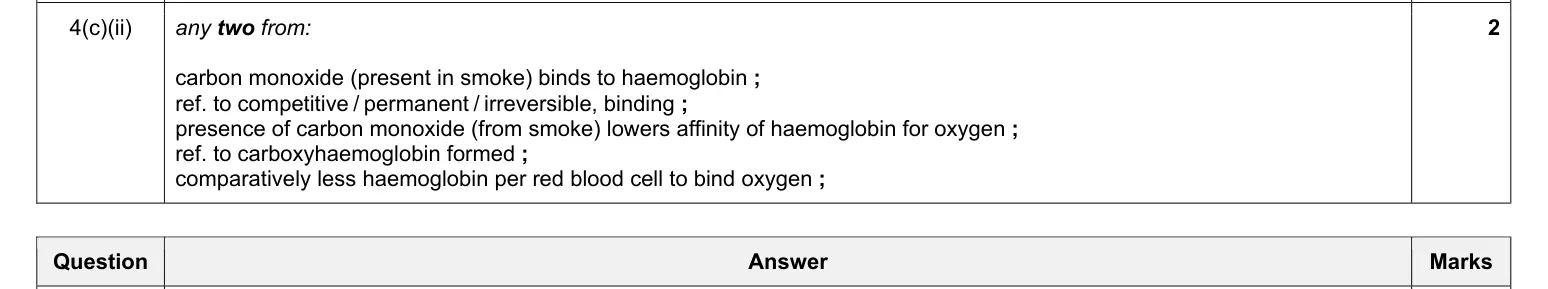 4(c)(ii) any two from: 2
carbon monoxide (present in smoke) binds to haemoglobin ;
ref. to competitive / permanent / irreversible, binding ;
presence of carbon monoxide (from smoke) lowers affinity of haemoglobin for oxygen ;
ref. to carboxyhaemoglobin formed ;
comparatively less haemoglobin per red blood cell to bind oxygen ;
Question Answer Marks